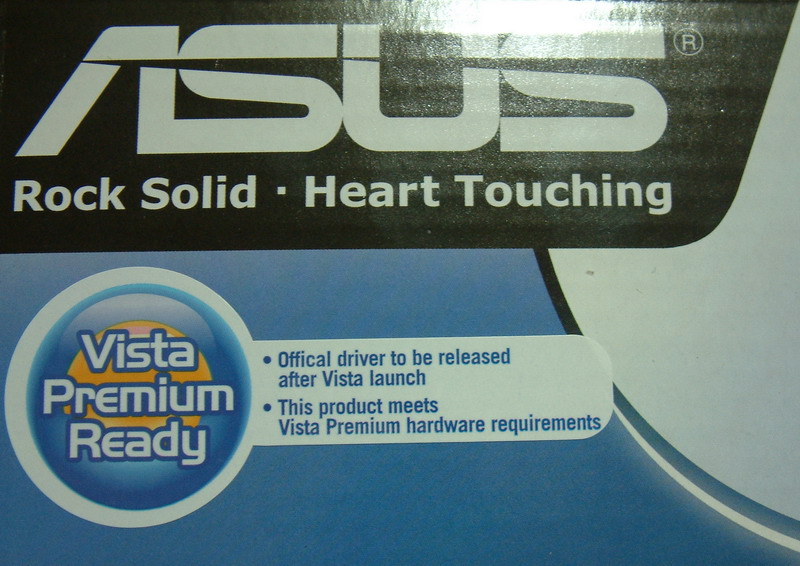 ASUS®
Rock Solid · Heart Touching
Vista
Premium
Ready
• Offical driver to be released
after Vista launch
• This product meets
Vista Premium hardware requirements